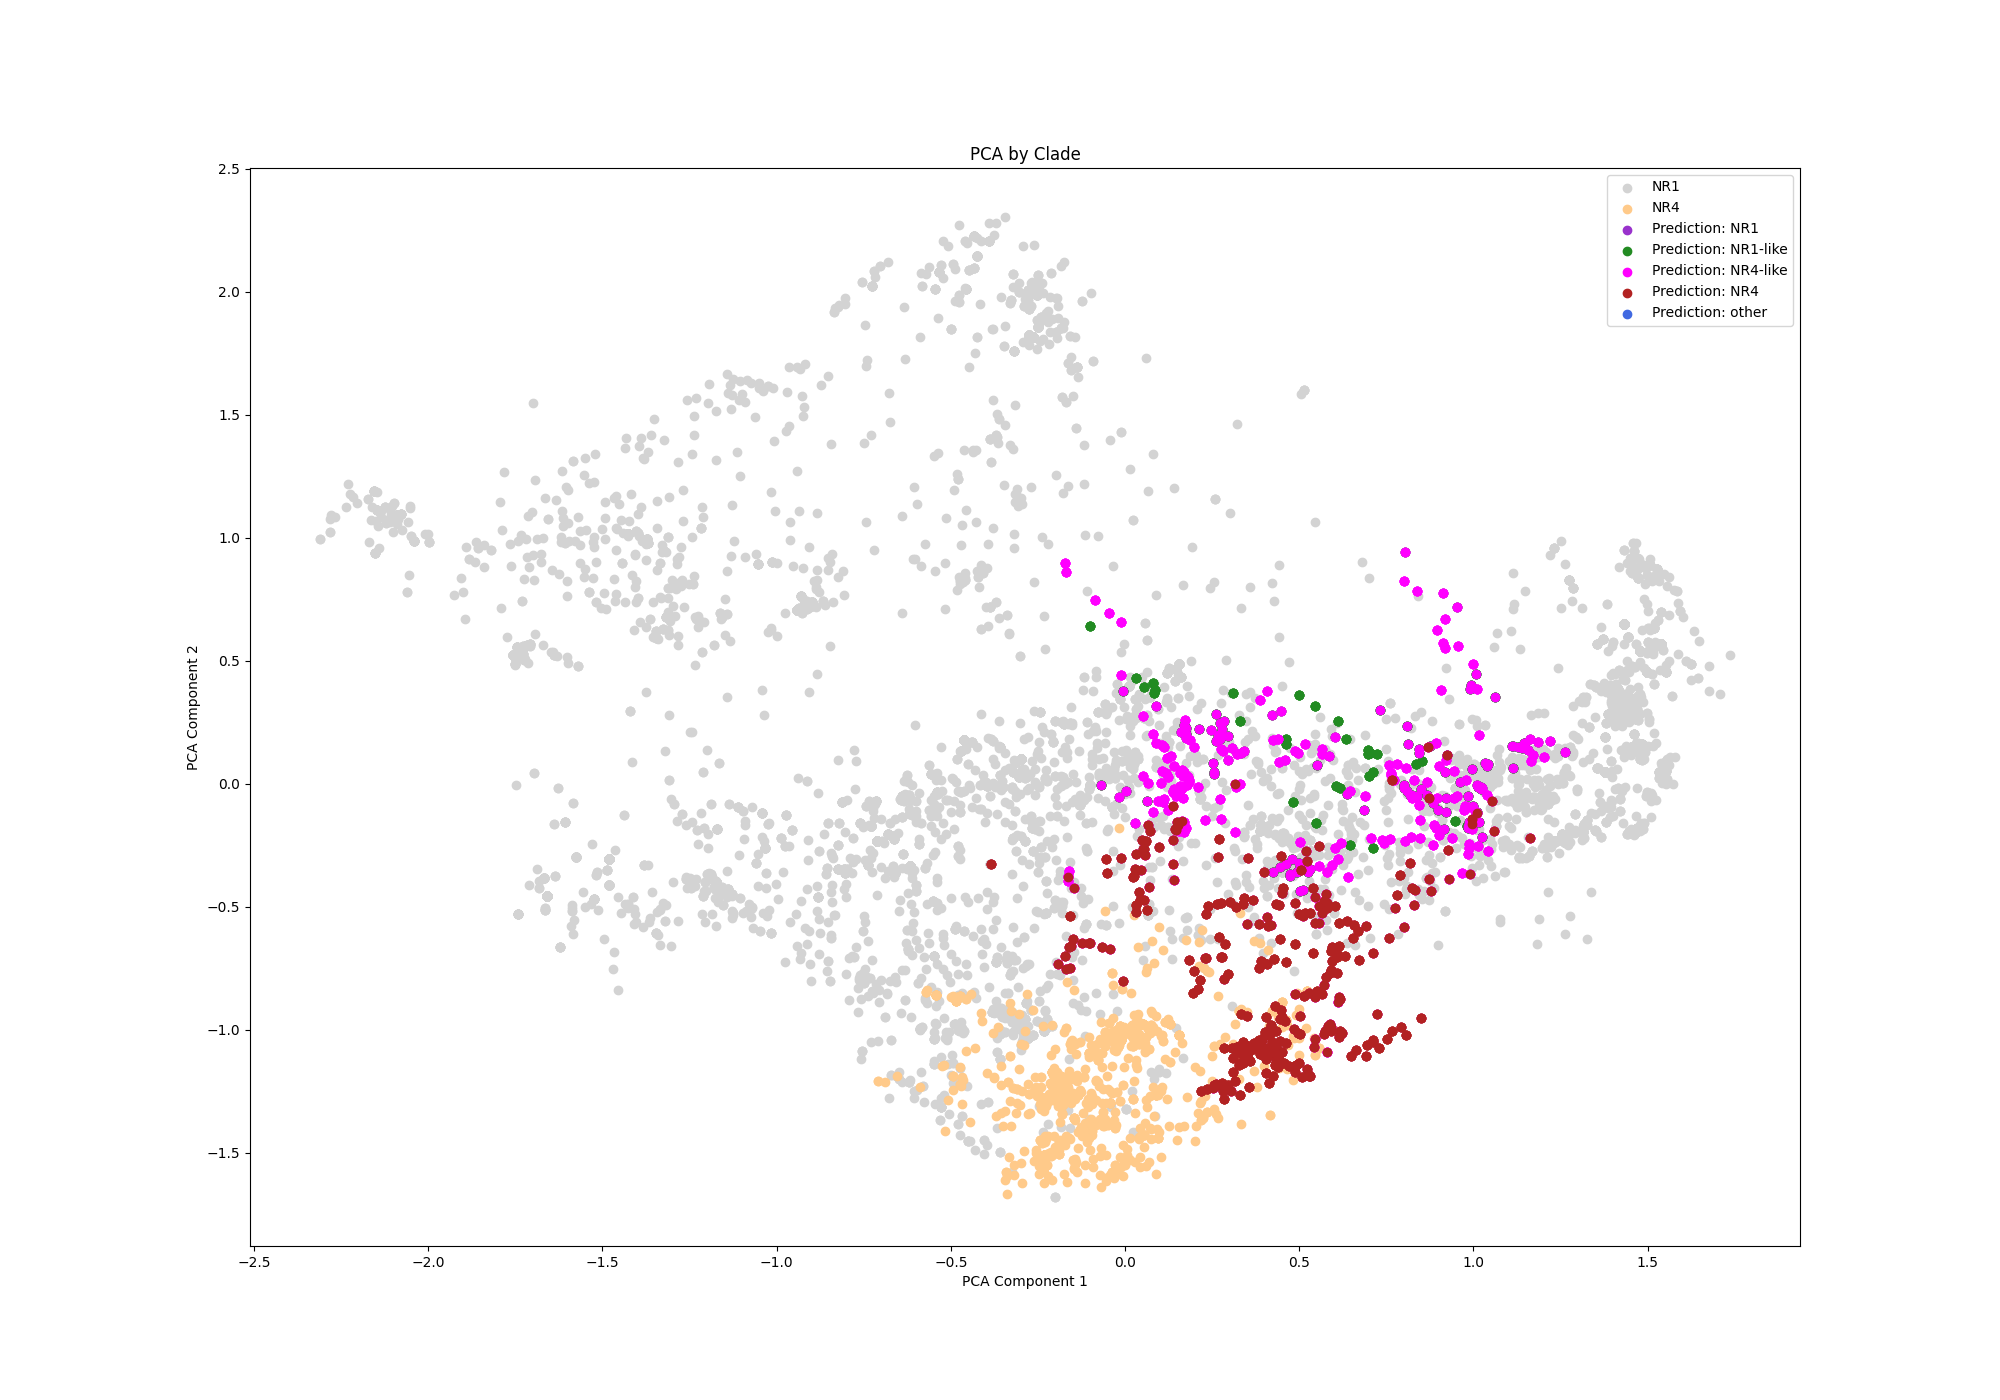 PCA by Clade
NR1
NR4
Prediction: NR1
Prediction: NR1-like
Prediction: NR4-like
Prediction: NR4
Prediction: other
2.5
2.0
1.5
1.0
0.5
0.0
−0.5
−1.0
−1.5
PCA Component 2
−2.5 −2.0 −1.5 −1.0 −0.5 0.0 0.5 1.0 1.5
PCA Component 1